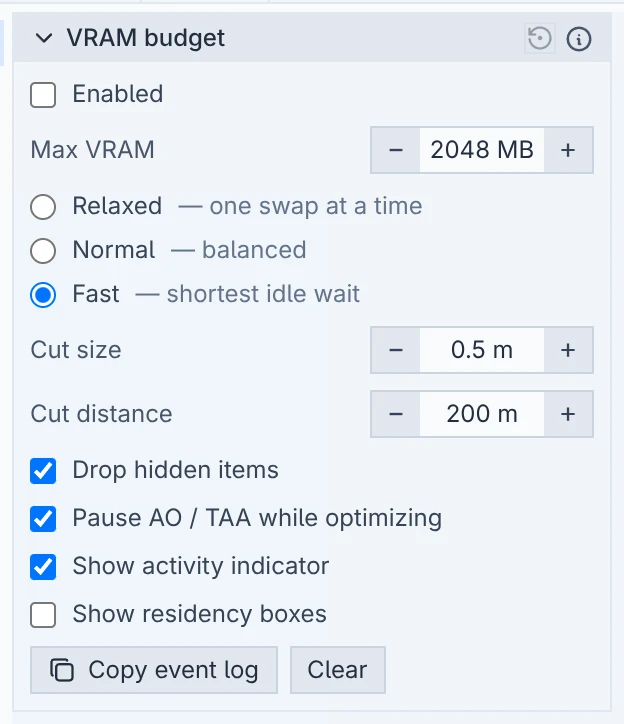 VRAM budget
Enabled
Max VRAM − 2048 MB +
Relaxed — one swap at a time
Normal — balanced
Fast — shortest idle wait
Cut size − 0.5 m +
Cut distance − 200 m +
Drop hidden items
Pause AO / TAA while optimizing
Show activity indicator
Show residency boxes
Copy event log Clear